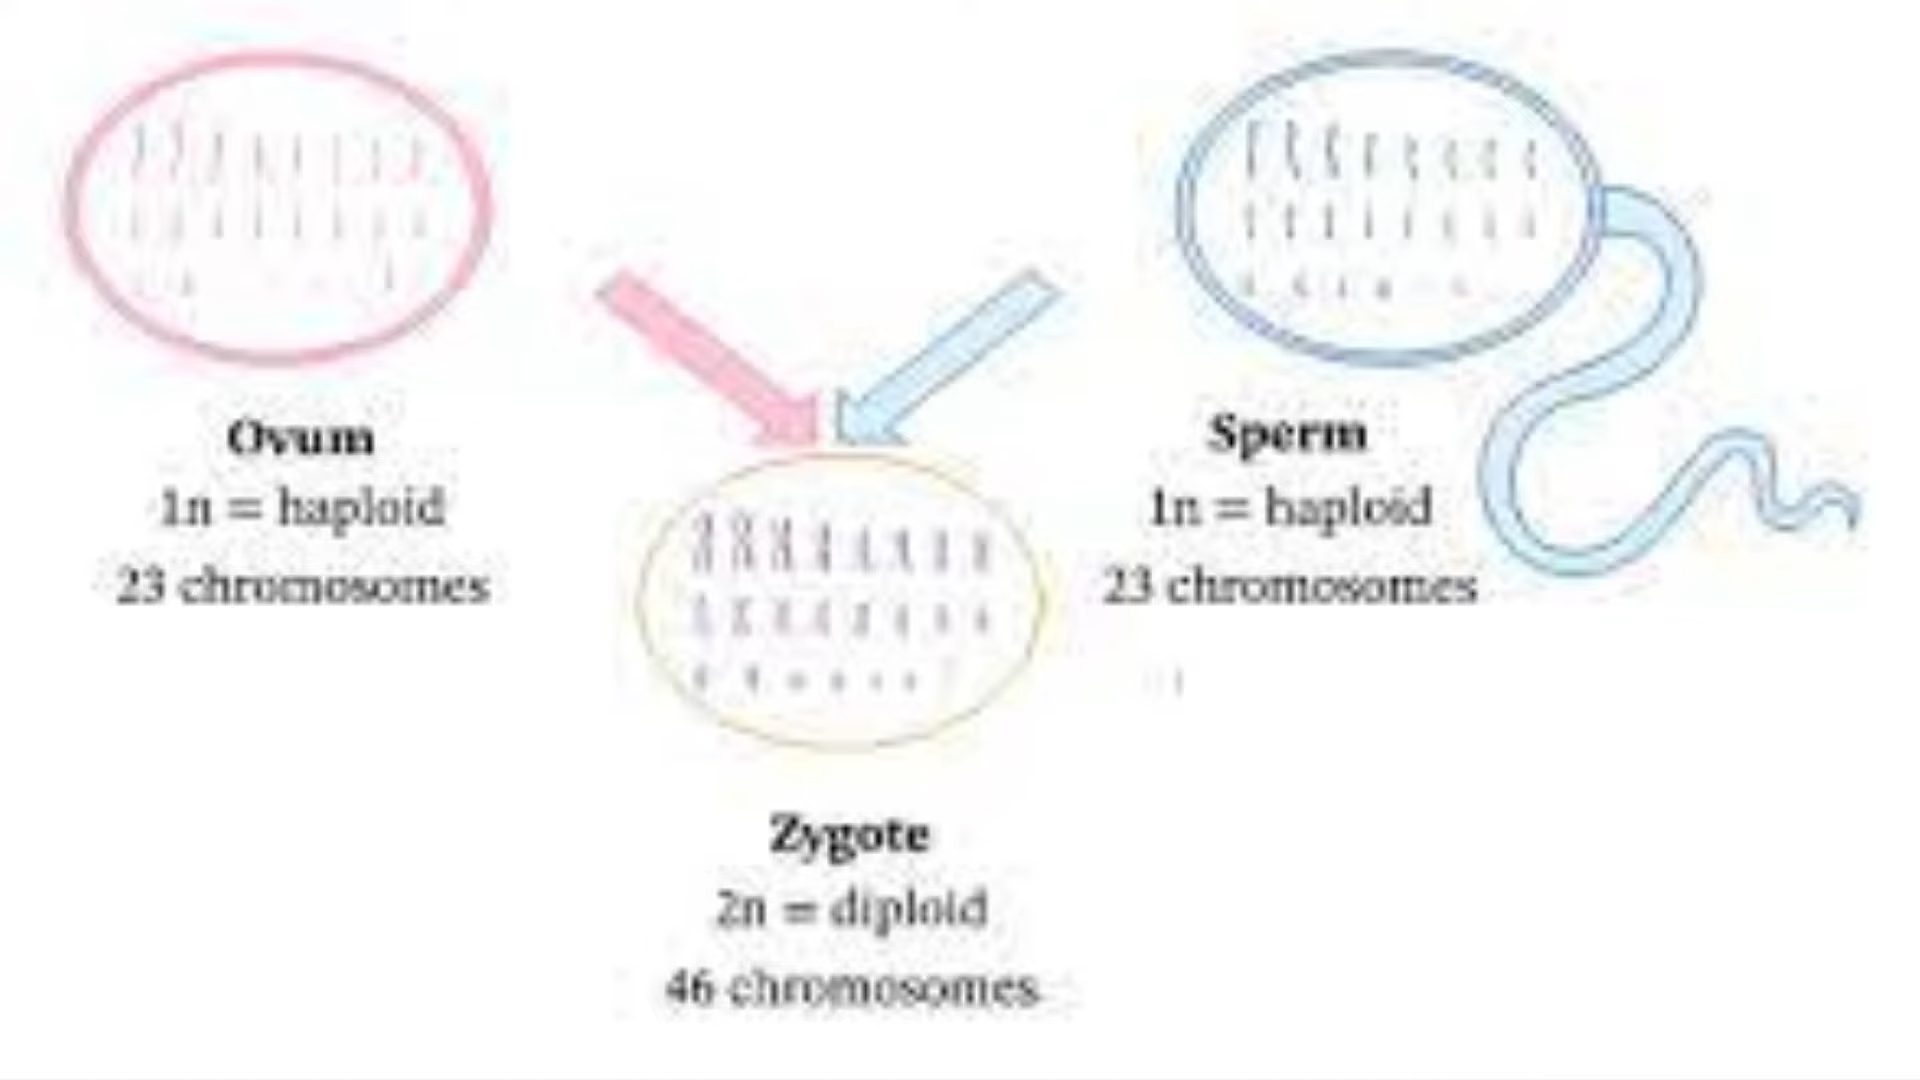 Ovum
1n = haploid
23 chromosomes
Sperm
1n = haploid
23 chromosomes
Zygote
2n = diploid
46 chromosomes